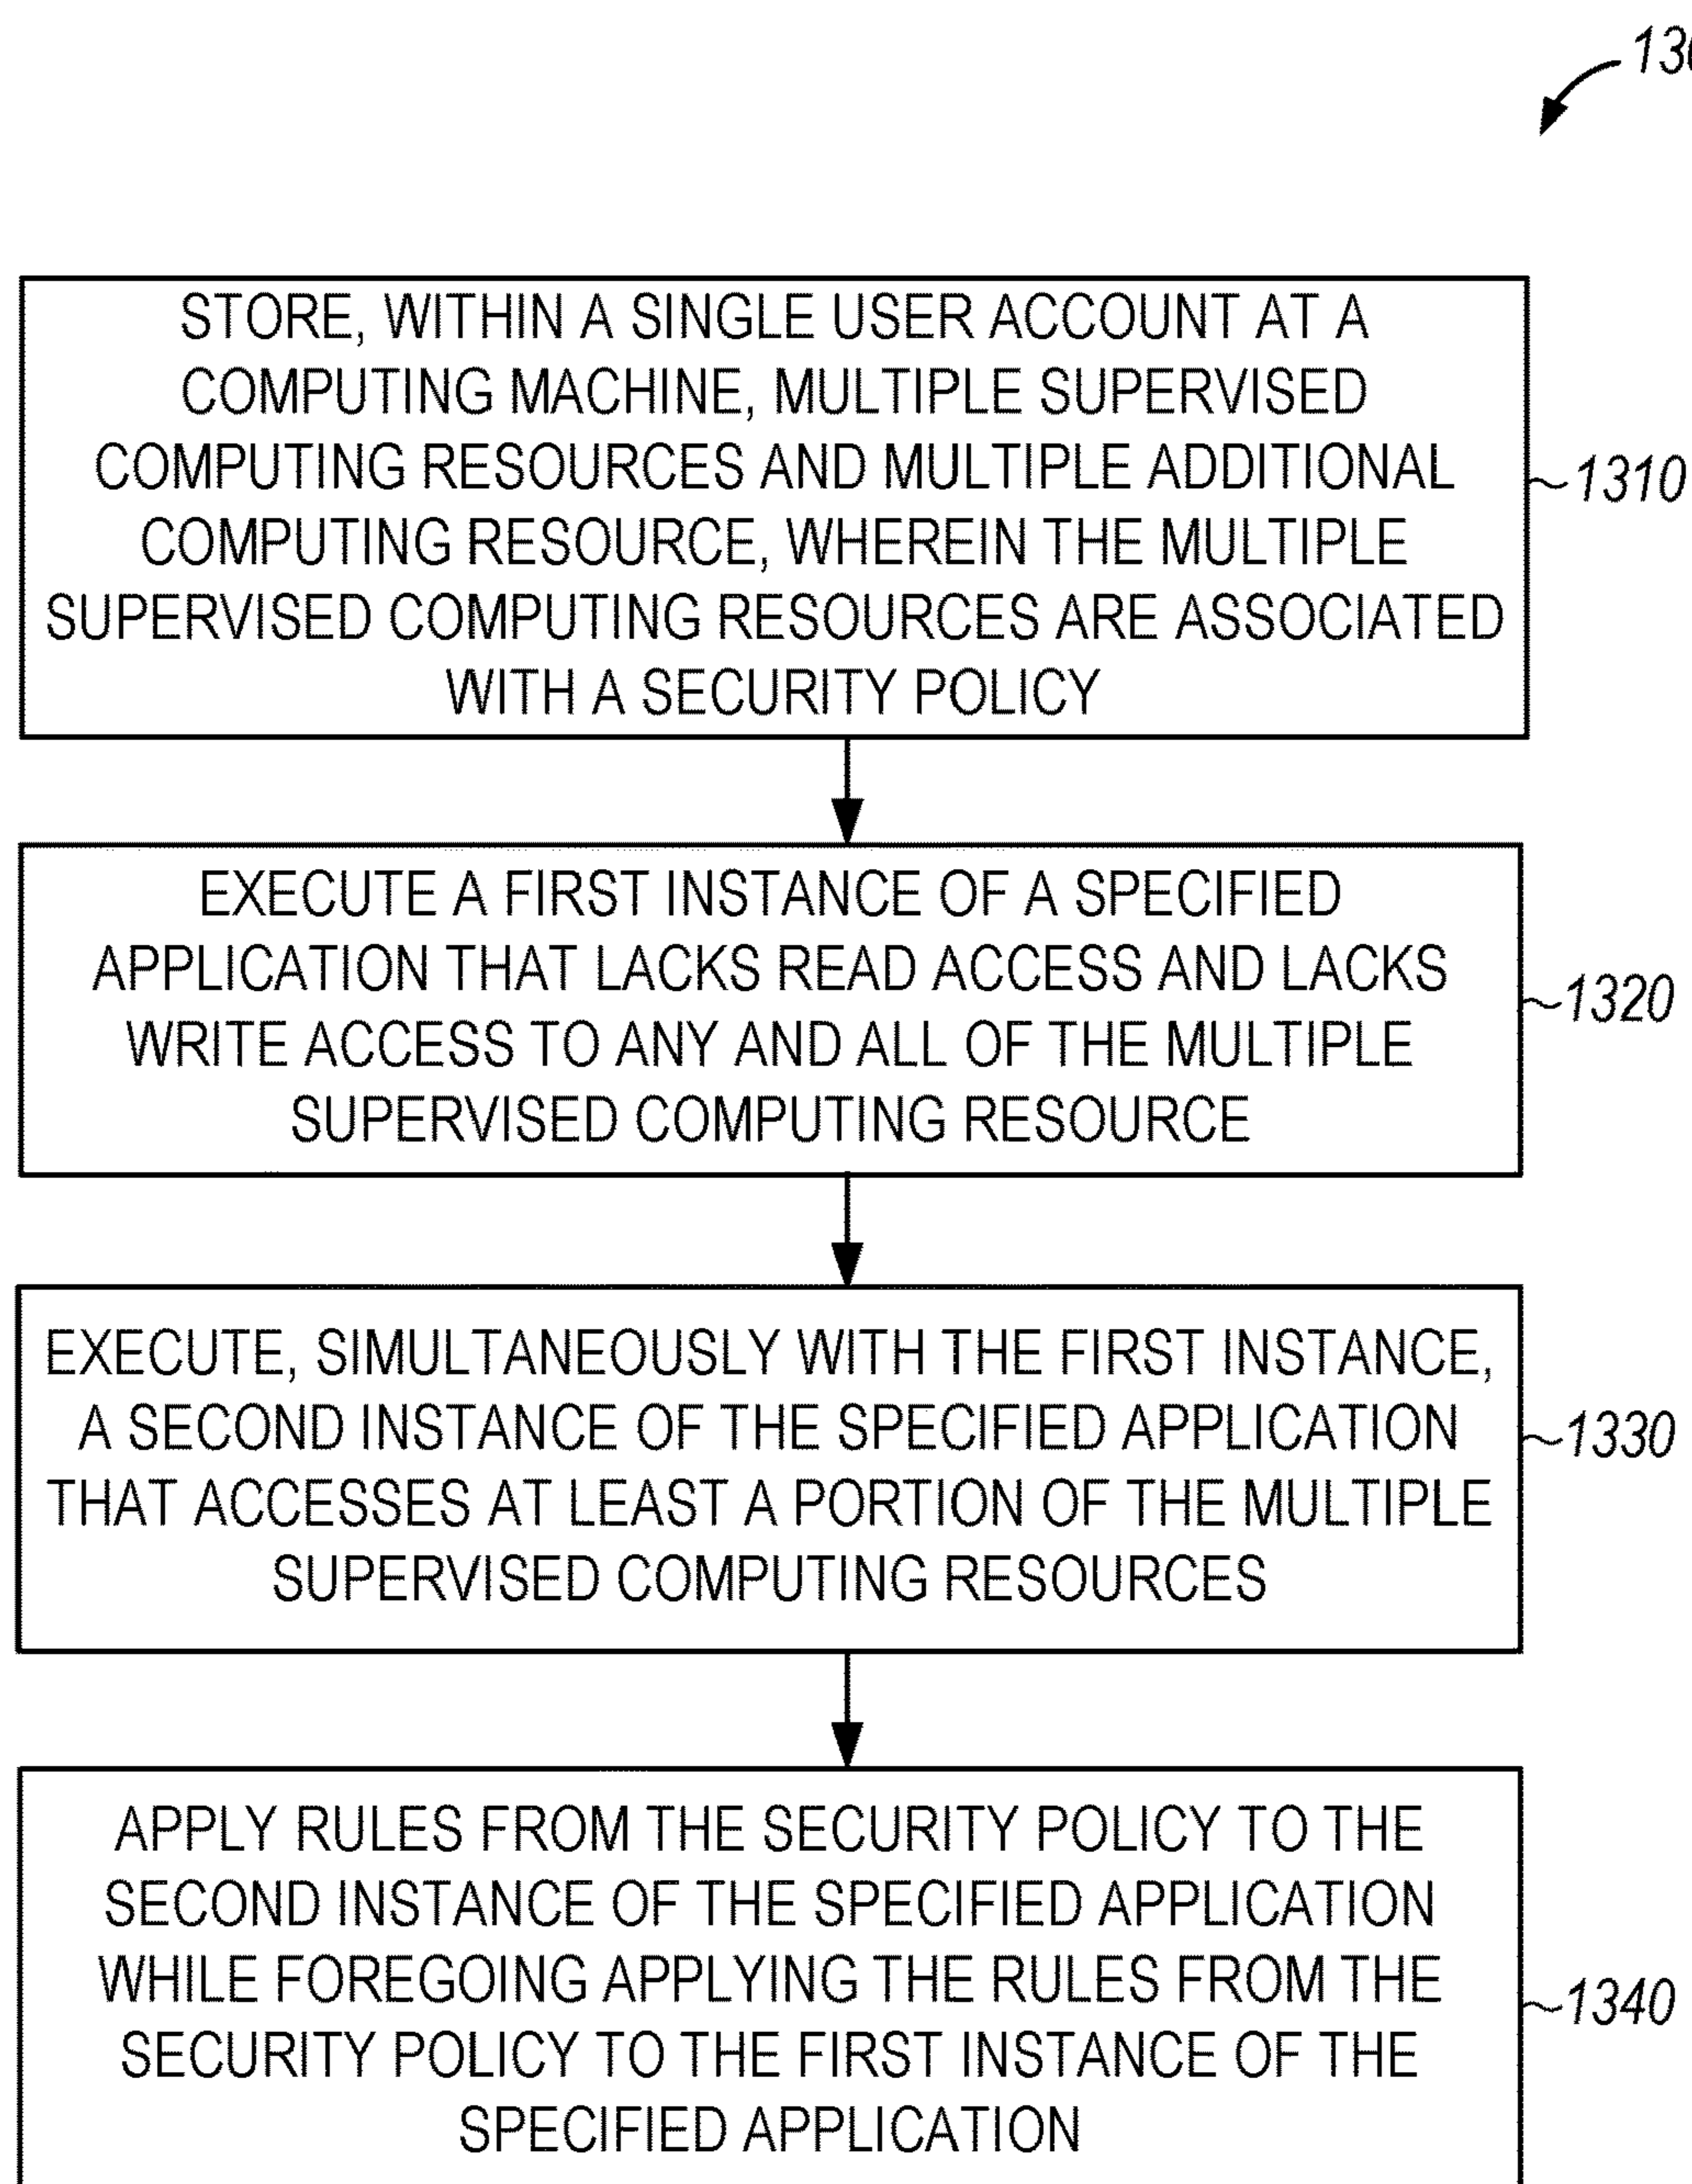 STORE, WITHIN A SINGLE USER ACCOUNT AT A
COMPUTING MACHINE, MULTIPLE SUPERVISED
COMPUTING RESOURCES AND MULTIPLE ADDITIONAL
COMPUTING RESOURCE, WHEREIN THE MULTIPLE
SUPERVISED COMPUTING RESOURCES ARE ASSOCIATED
WITH A SECURITY POLICY
1310
EXECUTE A FIRST INSTANCE OF A SPECIFIED
APPLICATION THAT LACKS READ ACCESS AND LACKS
WRITE ACCESS TO ANY AND ALL OF THE MULTIPLE
SUPERVISED COMPUTING RESOURCE
1320
EXECUTE, SIMULTANEOUSLY WITH THE FIRST INSTANCE,
A SECOND INSTANCE OF THE SPECIFIED APPLICATION
THAT ACCESSES AT LEAST A PORTION OF THE MULTIPLE
SUPERVISED COMPUTING RESOURCES
1330
APPLY RULES FROM THE SECURITY POLICY TO THE
SECOND INSTANCE OF THE SPECIFIED APPLICATION
WHILE FOREGOING APPLYING THE RULES FROM THE
SECURITY POLICY TO THE FIRST INSTANCE OF THE
SPECIFIED APPLICATION
1340